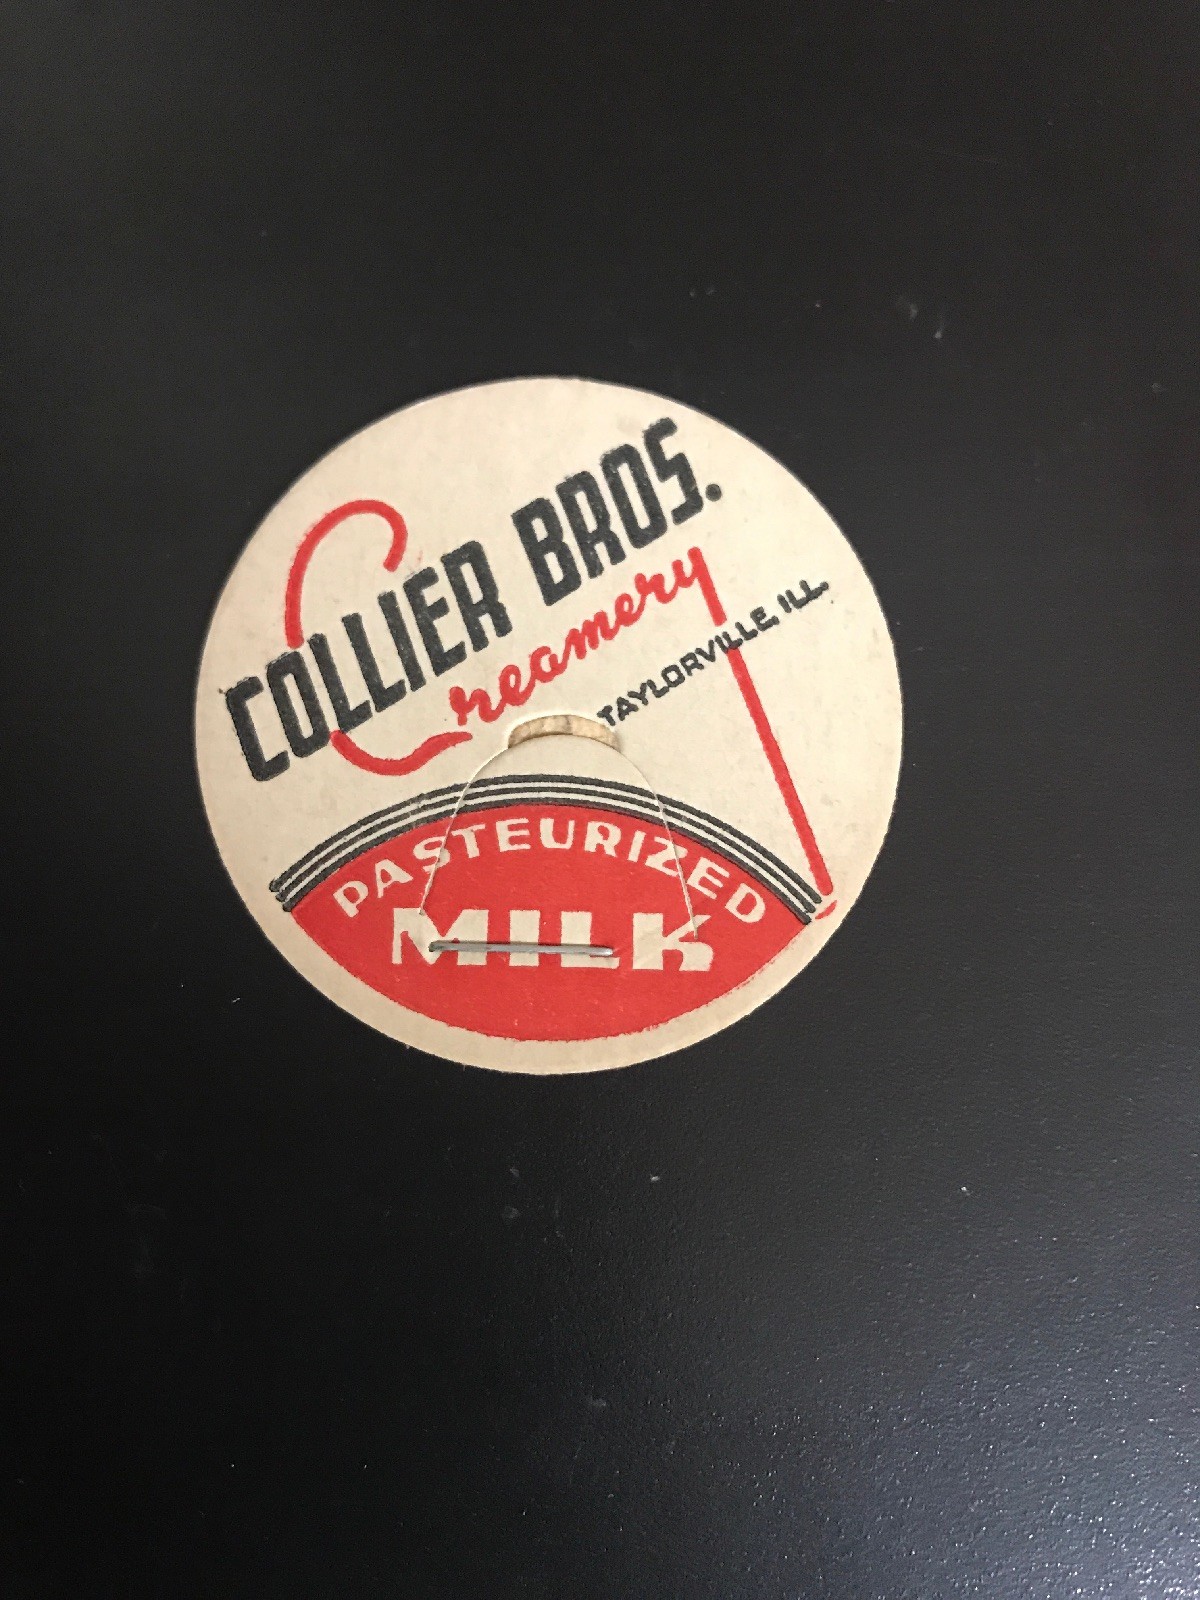 COLLIER BROS.
Creamery
TAYLORVILLE, ILL.
PASTEURIZED
MILK